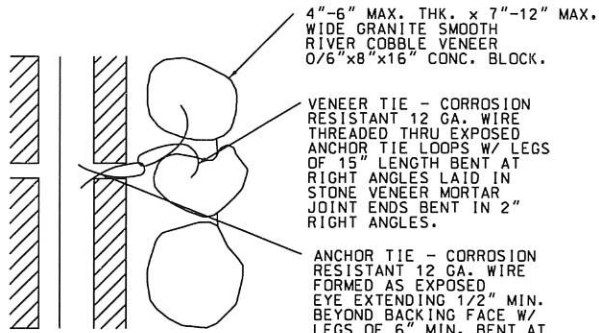 4"-6" MAX. THK. x 7"-12" MAX.
WIDE GRANITE SMOOTH
RIVER COBBLE VENEER
O/6"x8"x16" CONC. BLOCK.
VENEER TIE - CORROSION
RESISTANT 12 GA. WIRE
THREADED THRU EXPOSED
ANCHOR TIE LOOPS W/ LEGS
OF 15" LENGTH BENT AT
RIGHT ANGLES LAID IN
STONE VENEER MORTAR
JOINT ENDS BENT IN 2"
RIGHT ANGLES.
ANCHOR TIE - CORROSION
RESISTANT 12 GA. WIRE
FORMED AS EXPOSED
EYE EXTENDING 1/2" MIN.
BEYOND BACKING FACE W/
LEGS OF 6" MIN. BENT AT